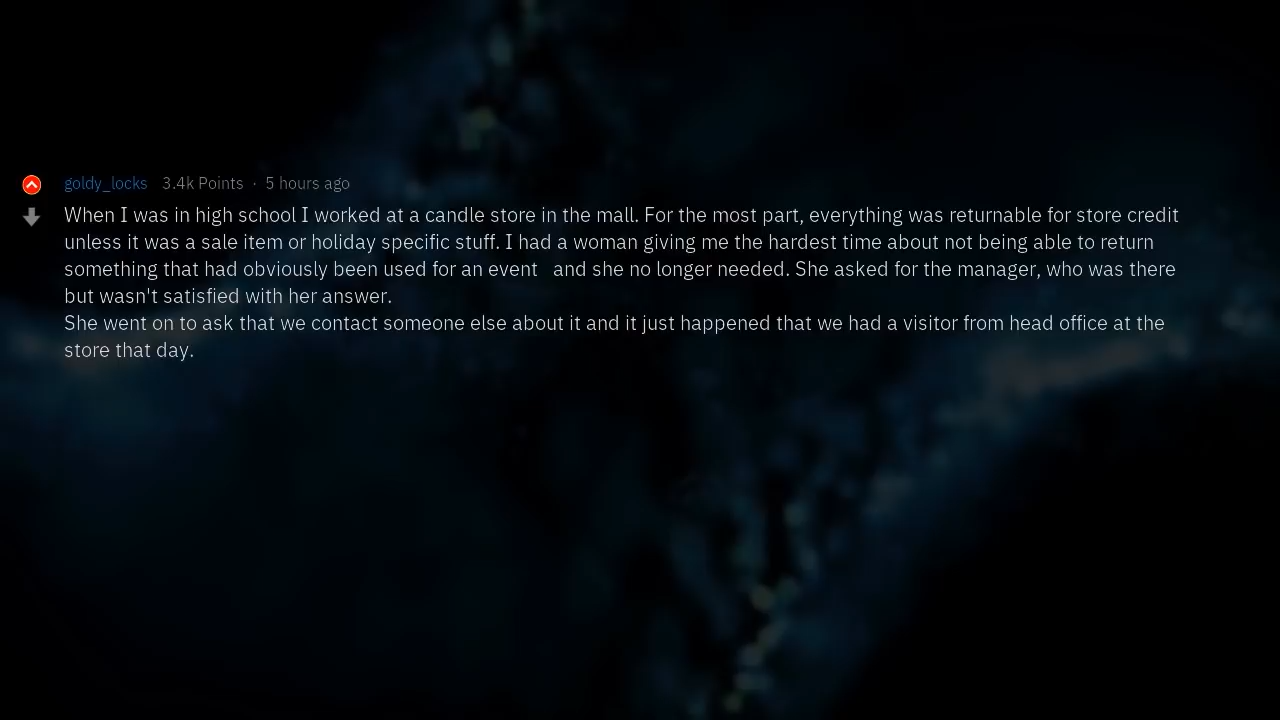 goldy_locks 3.4k Points · 5 hours ago
When I was in high school I worked at a candle store in the mall. For the most part, everything was returnable for store credit
unless it was a sale item or holiday specific stuff. I had a woman giving me the hardest time about not being able to return
something that had obviously been used for an event   and she no longer needed. She asked for the manager, who was there
but wasn't satisfied with her answer.
She went on to ask that we contact someone else about it and it just happened that we had a visitor from head office at the
store that day.